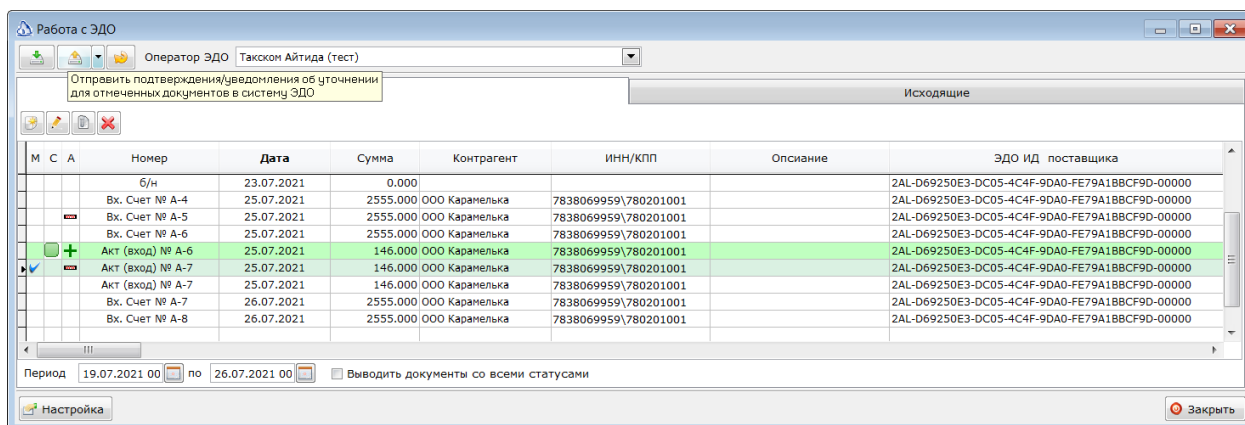 Работа с ЭДО
Оператор ЭДО Такском Айтида (тест)
Отправить подтверждения/уведомления об уточнении
для отмеченных документов в систему ЭДО
Исходящие
М С А Номер Дата Сумма Контрагент ИНН/КПП Опсиание ЭДО ИД поставщика
б/н 23.07.2021 0.000 2AL-D69250E3-DC05-4C4F-9DA0-FE79A1BBCF9D-00000
Вх. Счет № А-4 25.07.2021 2555.000 ООО Карамелька 7838069959\780201001 2AL-D69250E3-DC05-4C4F-9DA0-FE79A1BBCF9D-00000
Вх. Счет № А-5 25.07.2021 2555.000 ООО Карамелька 7838069959\780201001 2AL-D69250E3-DC05-4C4F-9DA0-FE79A1BBCF9D-00000
Вх. Счет № А-6 25.07.2021 2555.000 ООО Карамелька 7838069959\780201001 2AL-D69250E3-DC05-4C4F-9DA0-FE79A1BBCF9D-00000
Акт (вход) № А-6 25.07.2021 146.000 ООО Карамелька 7838069959\780201001 2AL-D69250E3-DC05-4C4F-9DA0-FE79A1BBCF9D-00000
Акт (вход) № А-7 25.07.2021 146.000 ООО Карамелька 7838069959\780201001 2AL-D69250E3-DC05-4C4F-9DA0-FE79A1BBCF9D-00000
Акт (вход) № А-7 25.07.2021 146.000 ООО Карамелька 7838069959\780201001 2AL-D69250E3-DC05-4C4F-9DA0-FE79A1BBCF9D-00000
Вх. Счет № А-7 26.07.2021 2555.000 ООО Карамелька 7838069959\780201001 2AL-D69250E3-DC05-4C4F-9DA0-FE79A1BBCF9D-00000
Вх. Счет № А-8 26.07.2021 2555.000 ООО Карамелька 7838069959\780201001 2AL-D69250E3-DC05-4C4F-9DA0-FE79A1BBCF9D-00000
Период 19.07.2021 00 по 26.07.2021 00 Выводить документы со всеми статусами
Настройка Закрыть